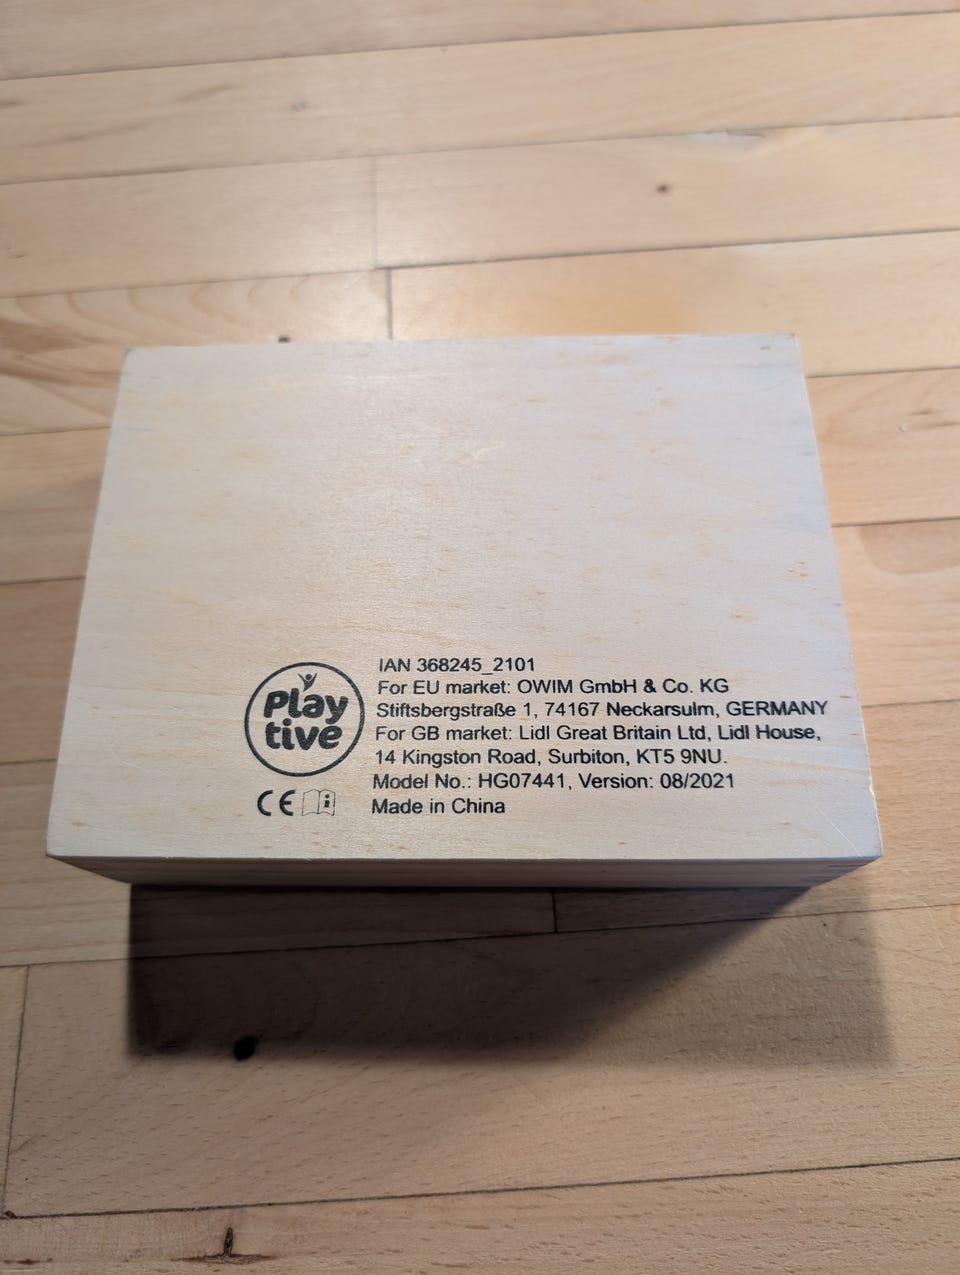 Play
tive
CE
IAN 368245_2101
For EU market: OWIM GmbH & Co. KG
Stiftsbergstraße 1, 74167 Neckarsulm, GERMANY
For GB market: Lidl Great Britain Ltd, Lidl House,
14 Kingston Road, Surbiton, KT5 9NU.
Model No.: HG07441, Version: 08/2021
Made in China